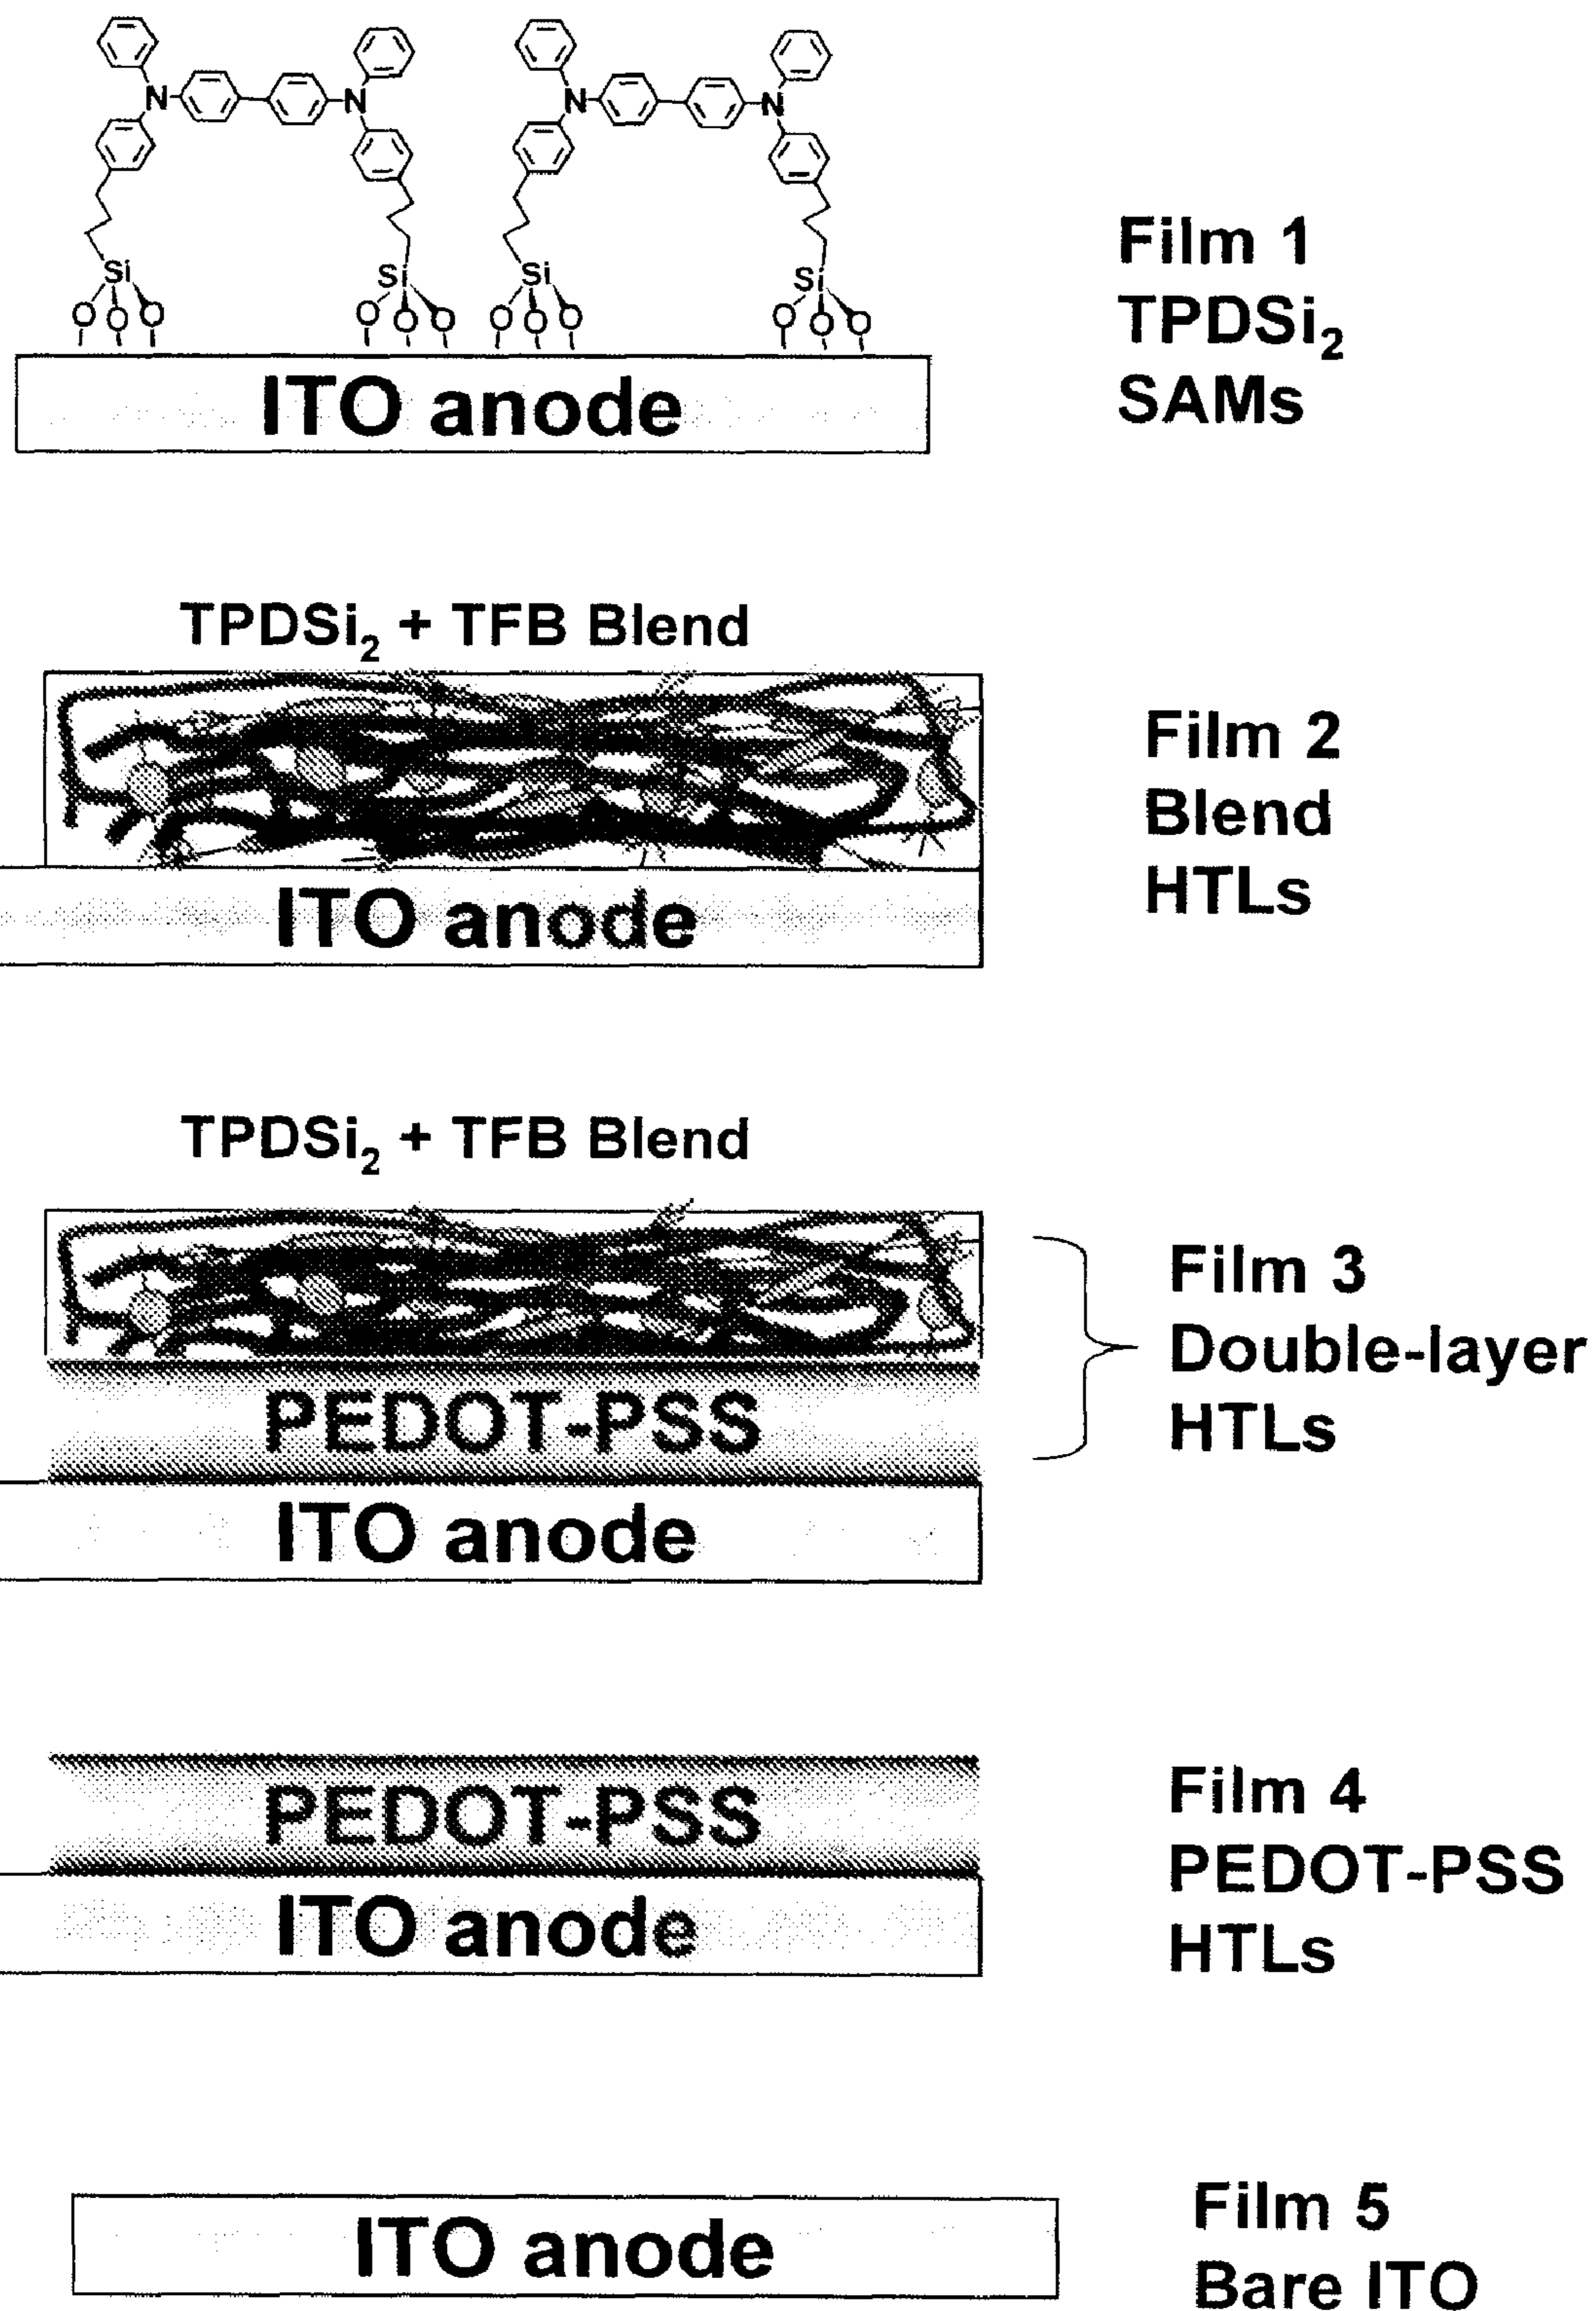 N N N N
Si Si Si Si
O O O O O O O O O O O O
ITO anode
Film 1
TPDSi₂
SAMs
TPDSi₂ + TFB Blend
ITO anode
Film 2
Blend
HTLs
TPDSi₂ + TFB Blend
PEDOT-PSS
ITO anode
Film 3
Double-layer
HTLs
PEDOT-PSS
ITO anode
Film 4
PEDOT-PSS
HTLs
ITO anode
Film 5
Bare ITO